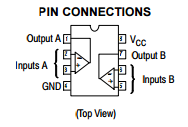 PIN CONNECTIONS
Output A 1
8 VCC
2
7 Output B
Inputs A
3
6
Inputs B
GND 4
5
(Top View)